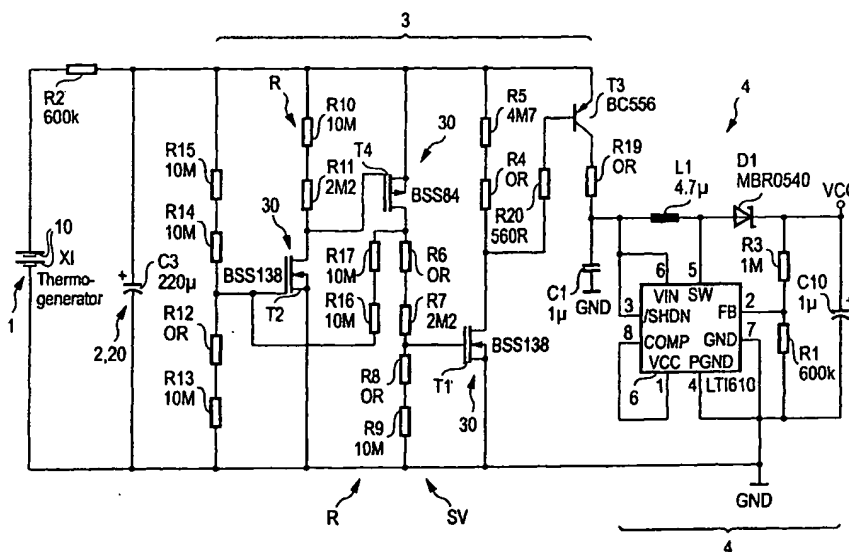 3
R2
600k
R
R10
10M
T4
30
R5
4M7
T3
BC556
4
R15
10M
R11
2M2
BSS84
R4
OR
R19
OR
L1
4.7μ
D1
MBR0540
VCC
R14
10M
30
R20
560R
10
XI
Thermo-
generator
1
+
C3
220μ
2,20
BSS138
T2
R17
10M
R6
OR
R16
10M
R7
2M2
C1
1μ
GND
6
5
VIN
SW
3
/SHDN
FB
2
8
COMP
GND
7
VCC
PGND
1
4
LTI610
6
R3
1M
C10
1μ
+
R1
600k
R12
OR
R13
10M
R8
OR
R9
10M
T1'
BSS138
30
R
SV
GND
4